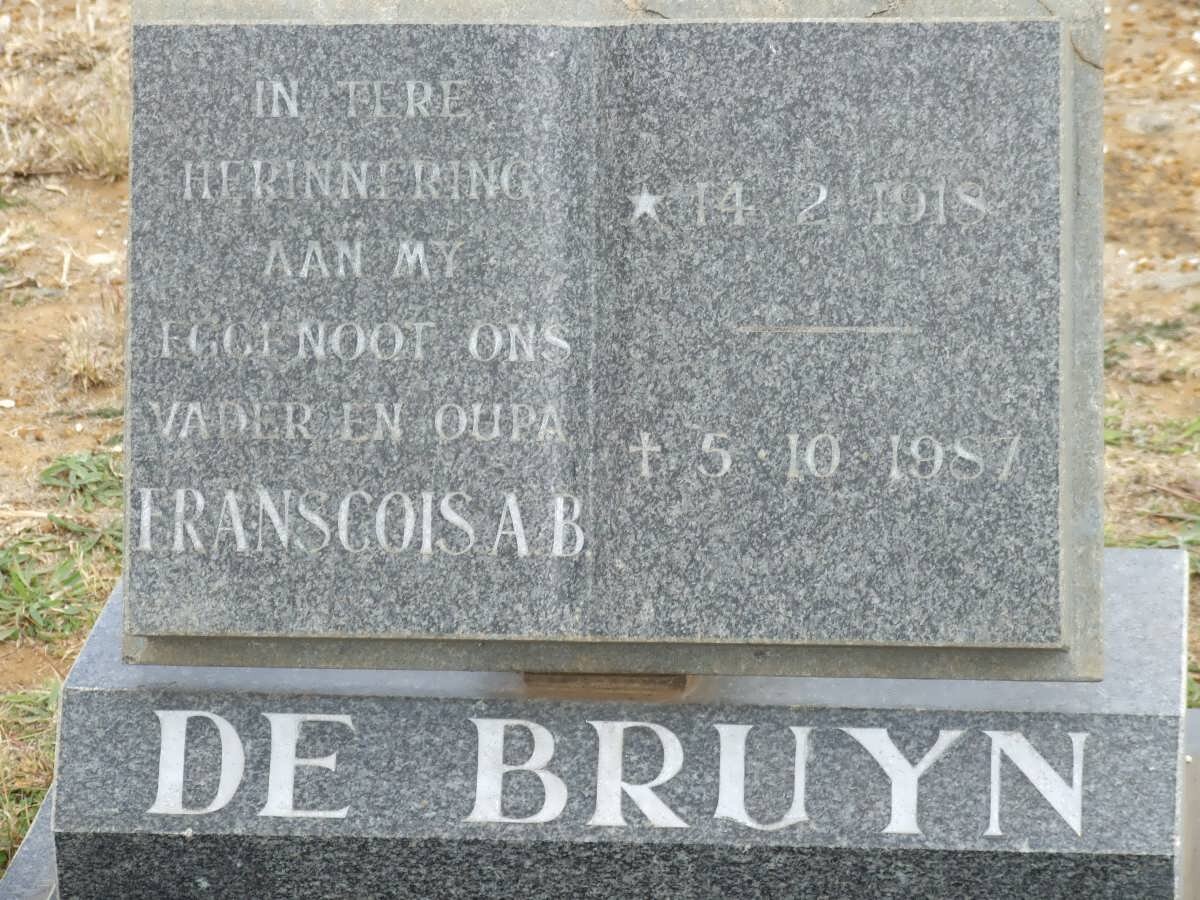 IN TERE
HERINNERING
AAN MY
EGGENOOT ONS
VADER EN OUPA
FRANSCOIS.A.B.
★ 14.2.1918
† 5.10.1987
DE BRUYN